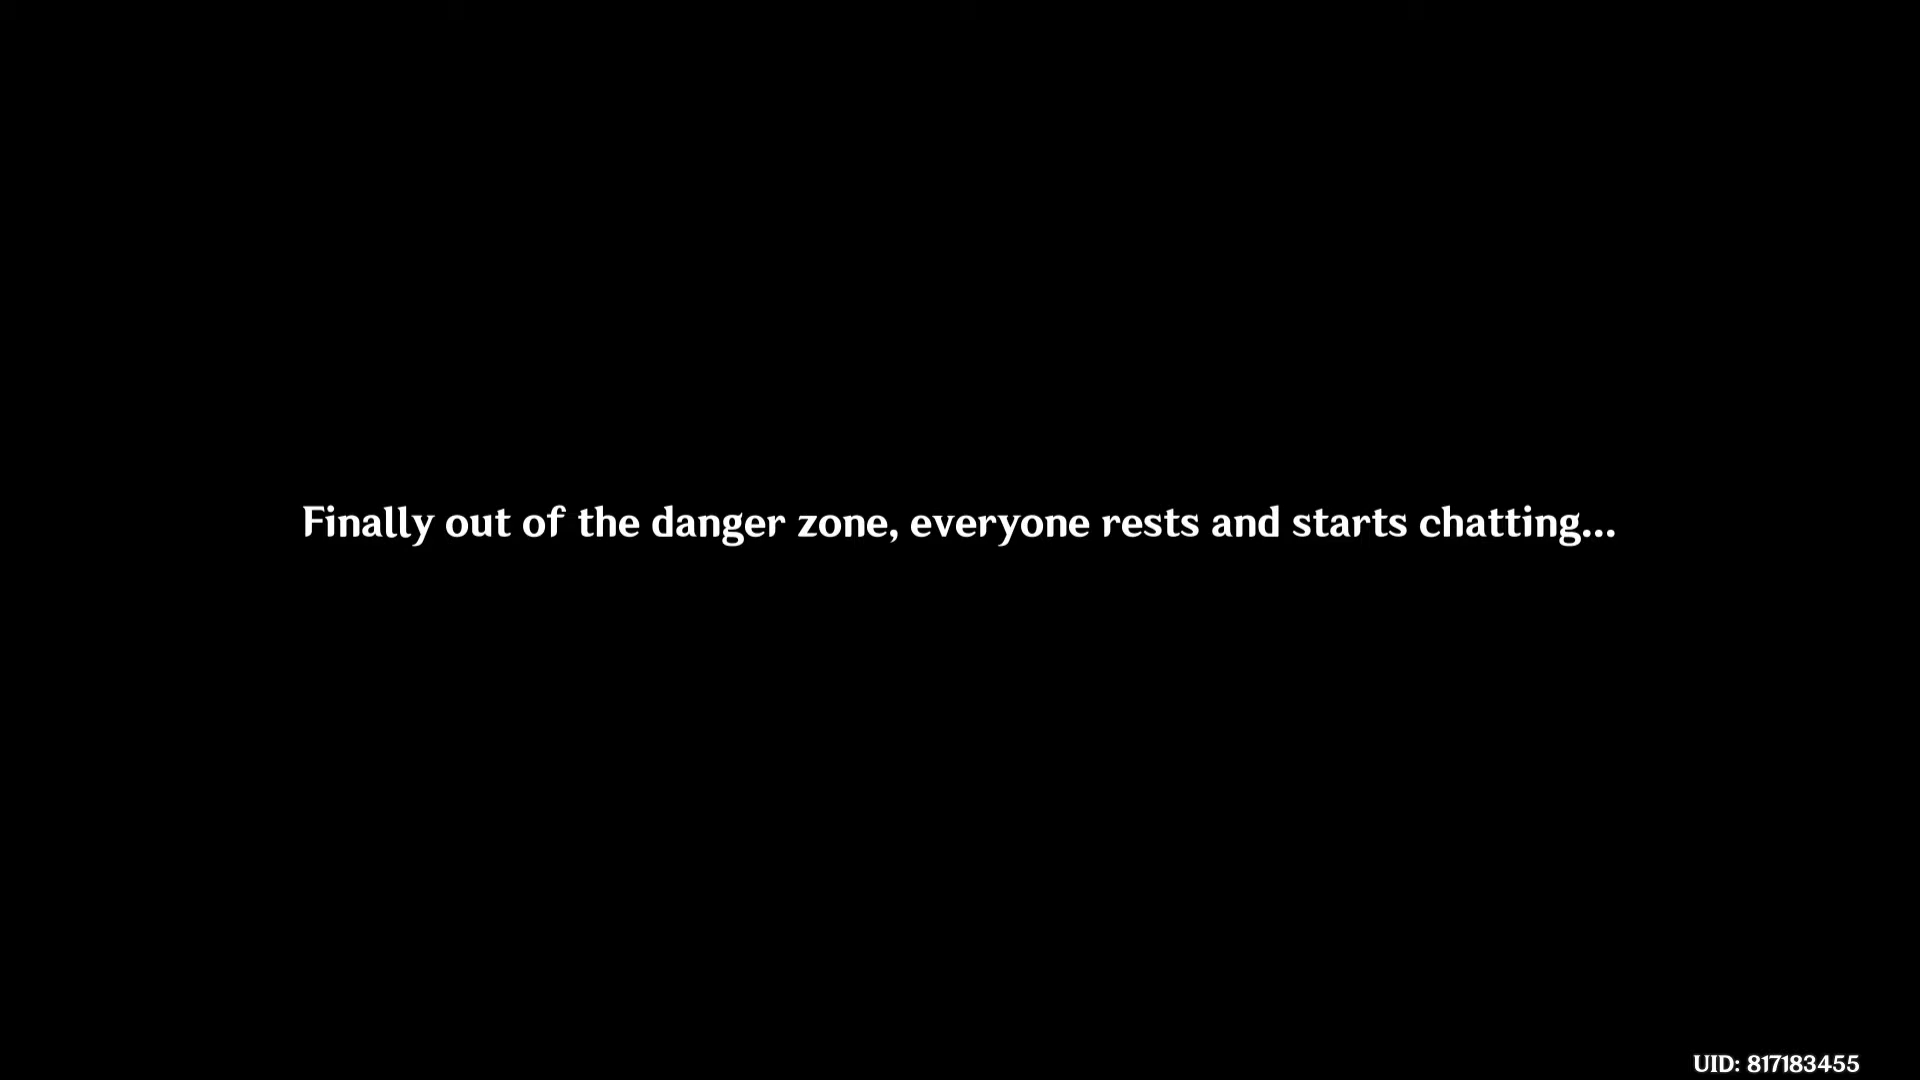 Finally out of the danger zone, everyone rests and starts chatting...
UID: 817183455